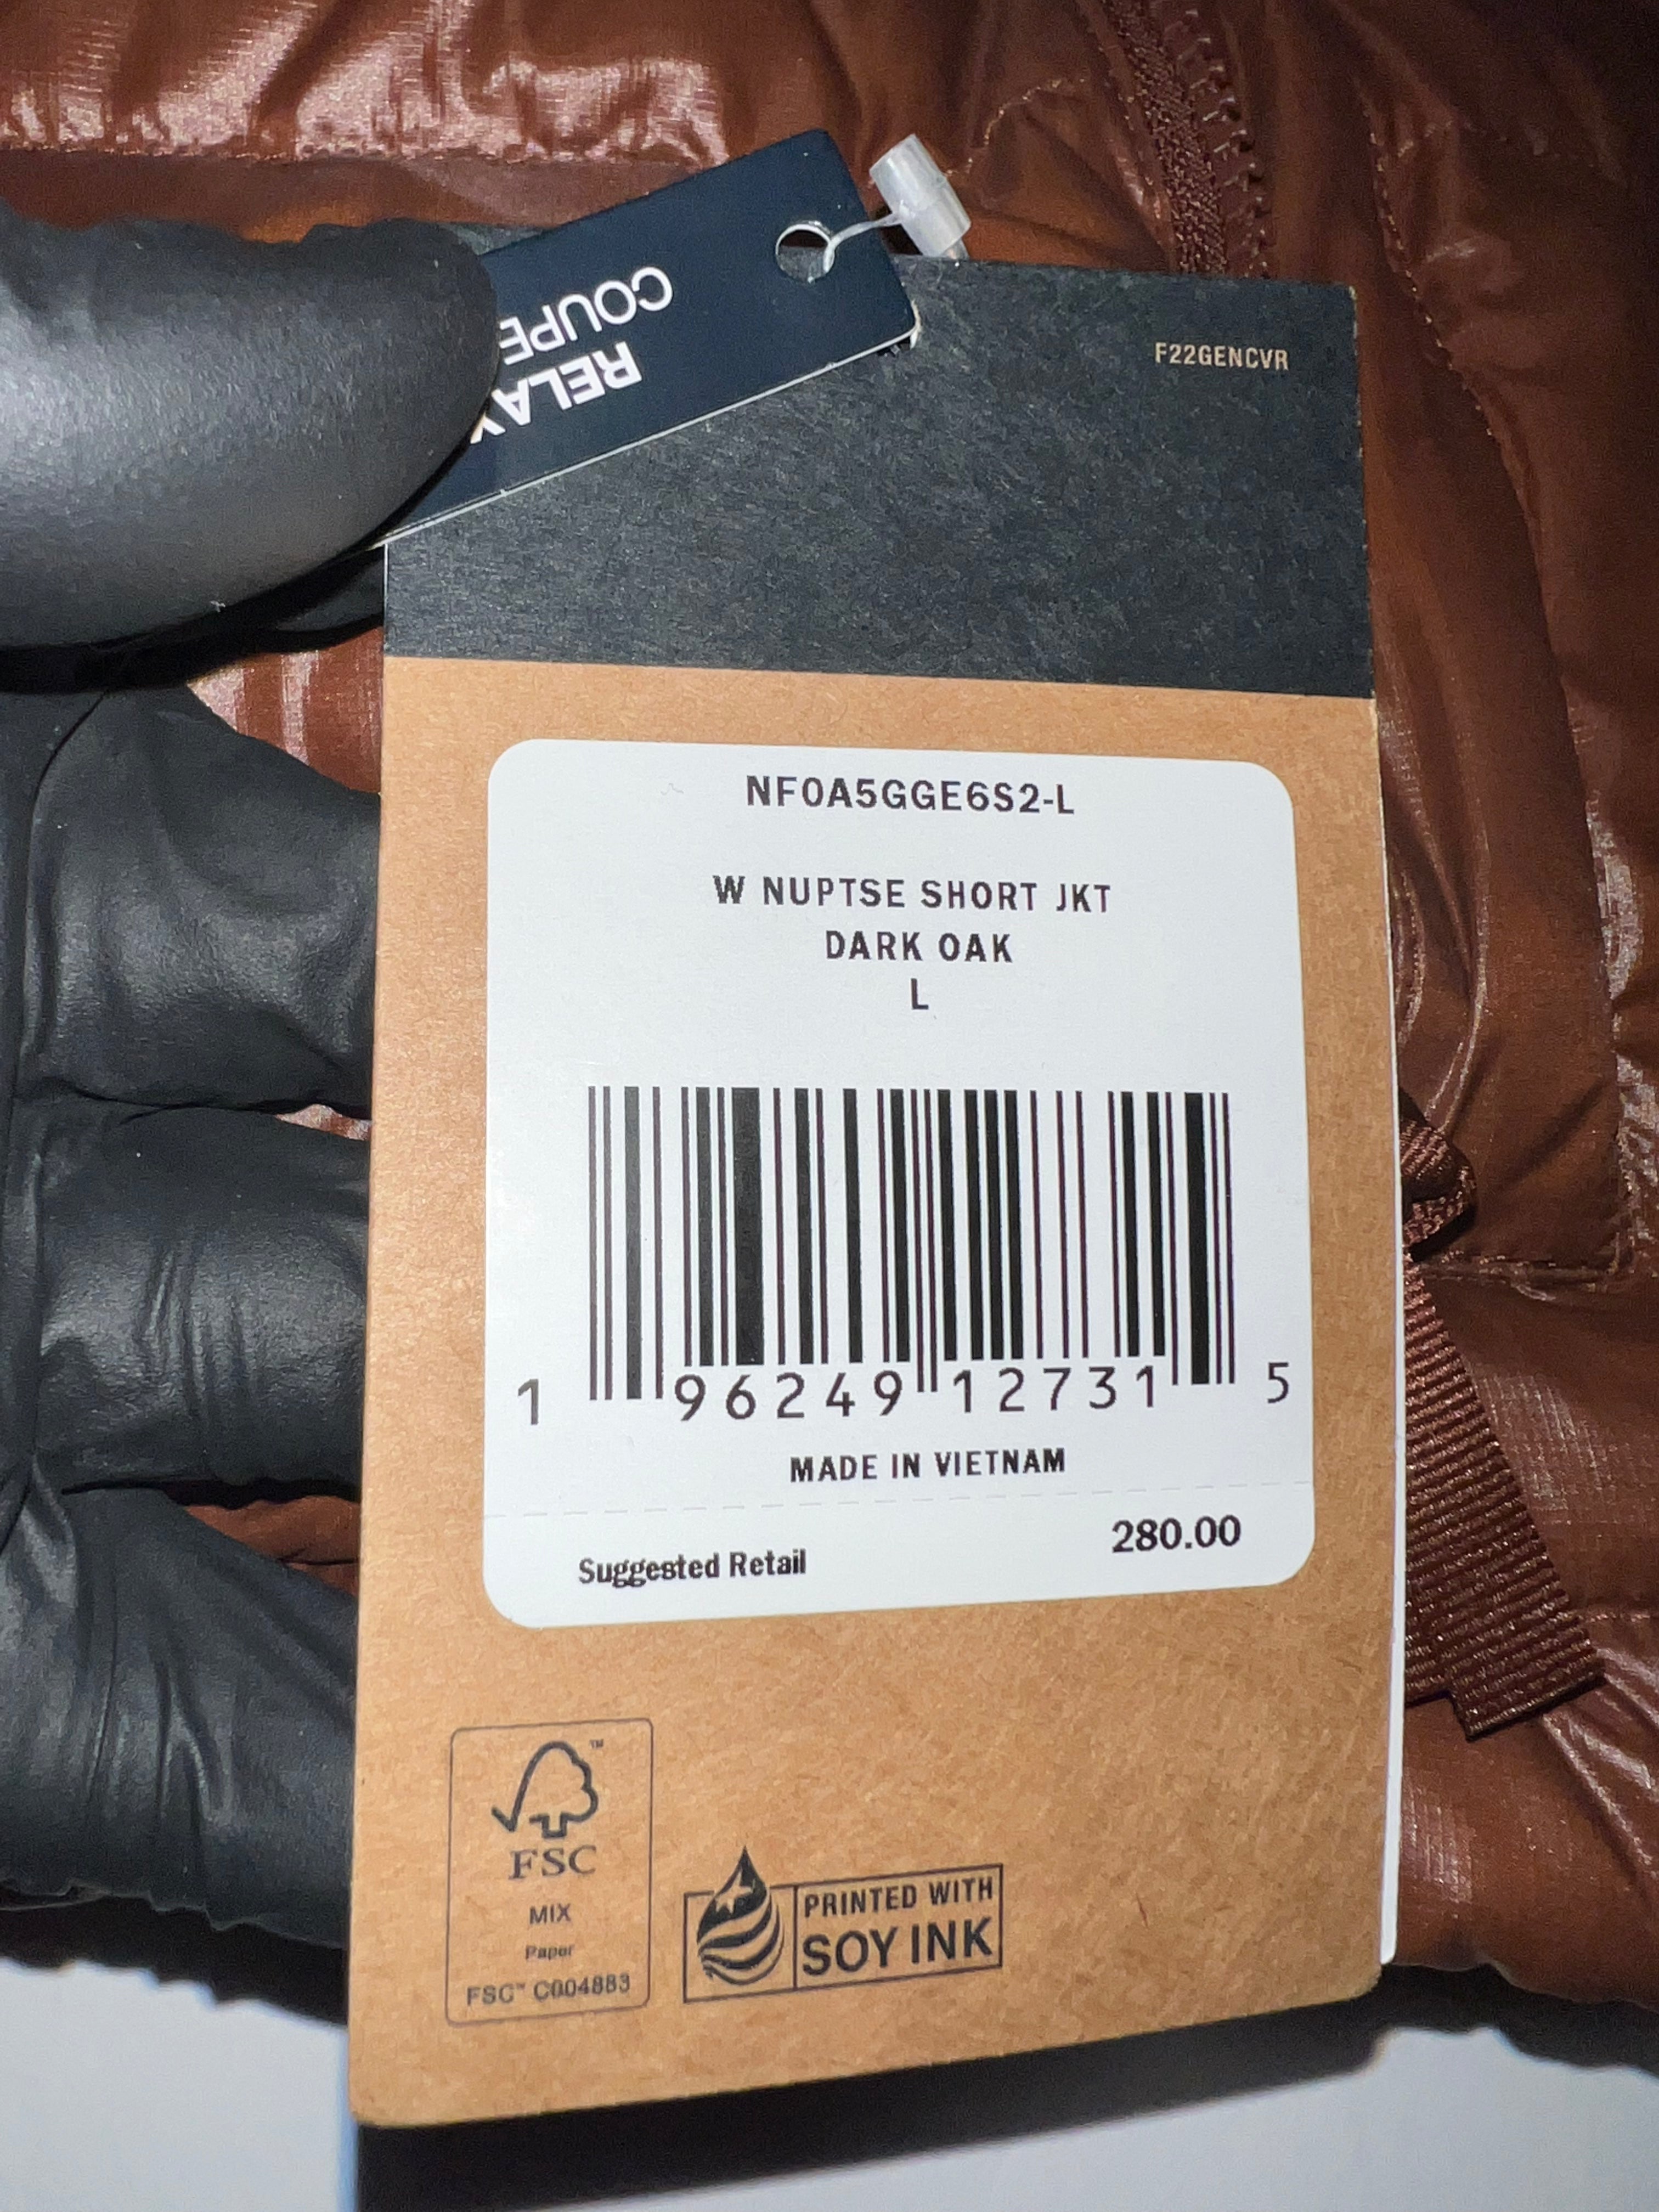 COUPE
F22GENCVR
NF0A5GGE6S2-L
W NUPTSE SHORT JKT
DARK OAK
L
1 96249 12731 5
MADE IN VIETNAM
Suggested Retail 280.00
™
FSC
MIX
Paper
FSC™ C004883
PRINTED WITH
SOY INK